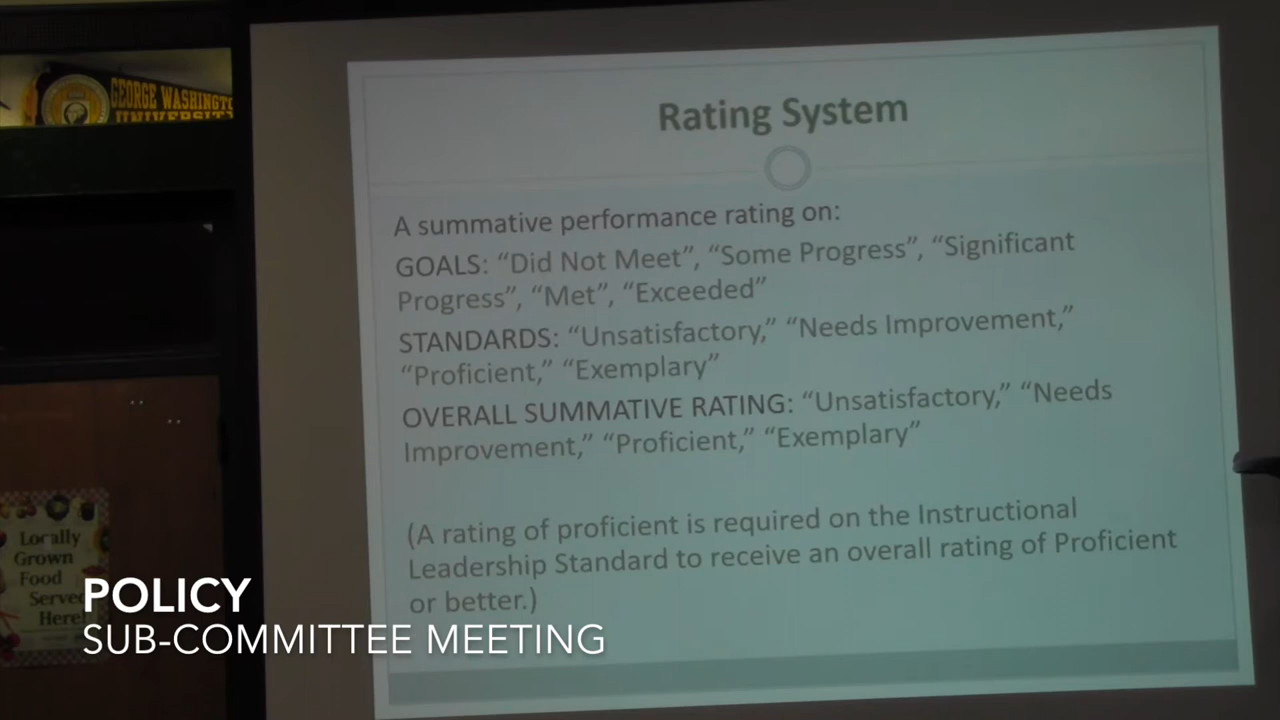 GEORGE WASHINGTO
UNIVERSITY
Rating System
A summative performance rating on:
GOALS: “Did Not Meet”, “Some Progress”, “Significant
Progress”, “Met”, “Exceeded”
STANDARDS: “Unsatisfactory,” “Needs Improvement,”
“Proficient,” “Exemplary”
OVERALL SUMMATIVE RATING: “Unsatisfactory,” “Needs
Improvement,” “Proficient,” “Exemplary”
(A rating of proficient is required on the Instructional
Leadership Standard to receive an overall rating of Proficient
or better.)
Locally
Grown
Food
Served
Here!
POLICY
SUB-COMMITTEE MEETING